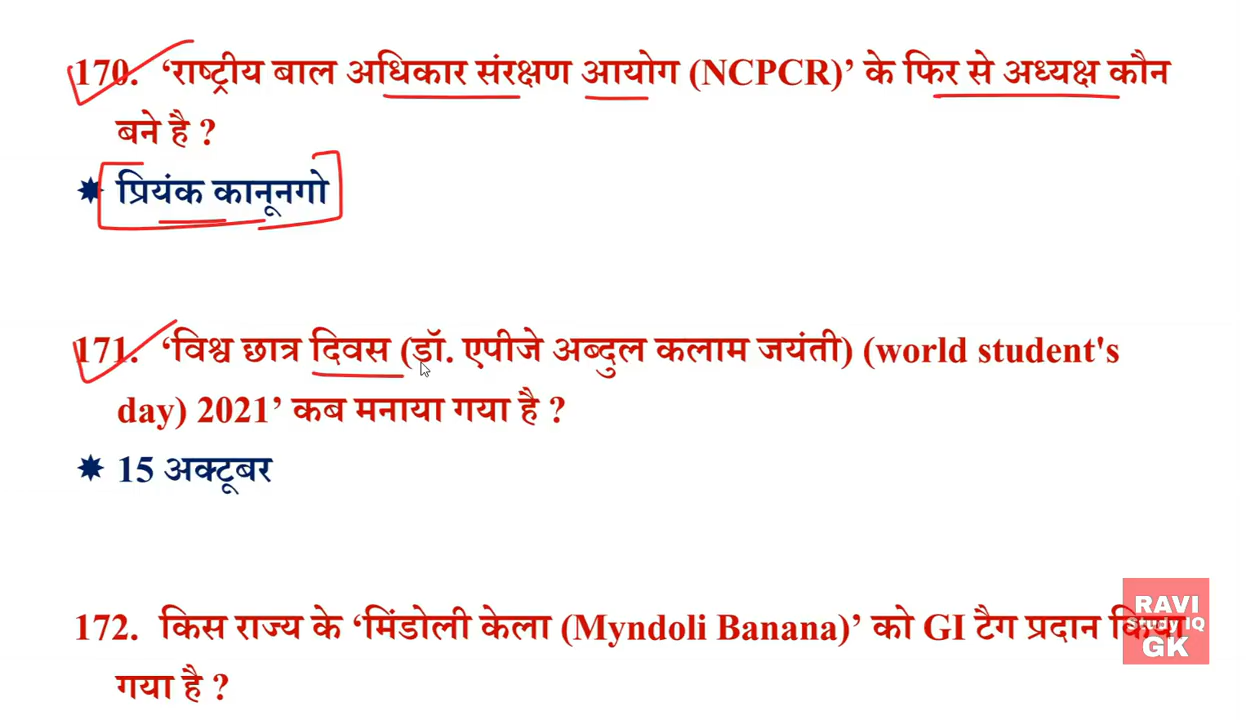 170. ‘राष्ट्रीय बाल अधिकार संरक्षण आयोग (NCPCR)’ के फिर से अध्यक्ष कौन
बने है ?
✷ प्रियंक कानूनगो
171. ‘विश्व छात्र दिवस (डॉ. एपीजे अब्दुल कलाम जयंती) (world student's
day) 2021’ कब मनाया गया है ?
✷ 15 अक्टूबर
172. किस राज्य के ‘मिंडोली केला (Myndoli Banana)’ को GI टैग प्रदान किया
गया है ?
RAVI
Study IQ
GK